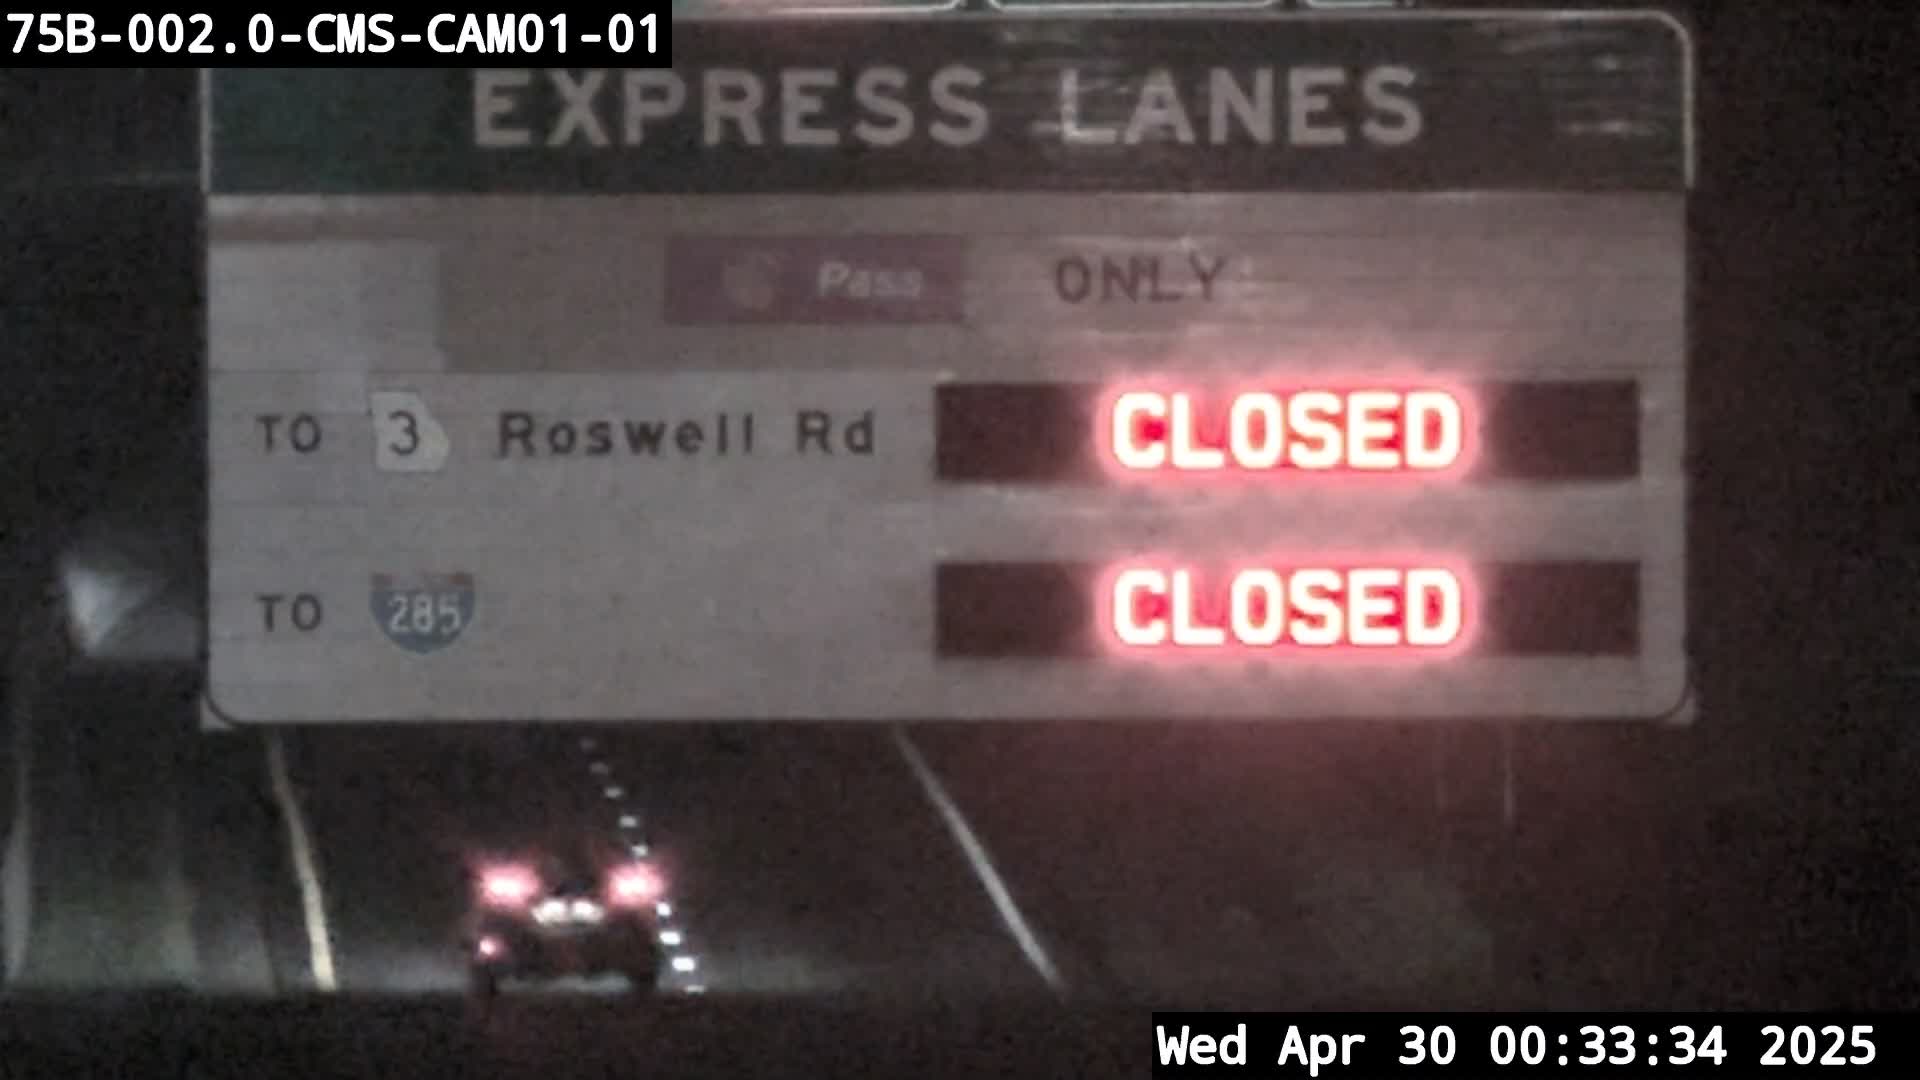 75B-002.0-CMS-CAM01-01
EXPRESS LANES
Pass ONLY
TO 3 Roswell Rd CLOSED
TO 285 CLOSED
Wed Apr 30 00:33:34 2025